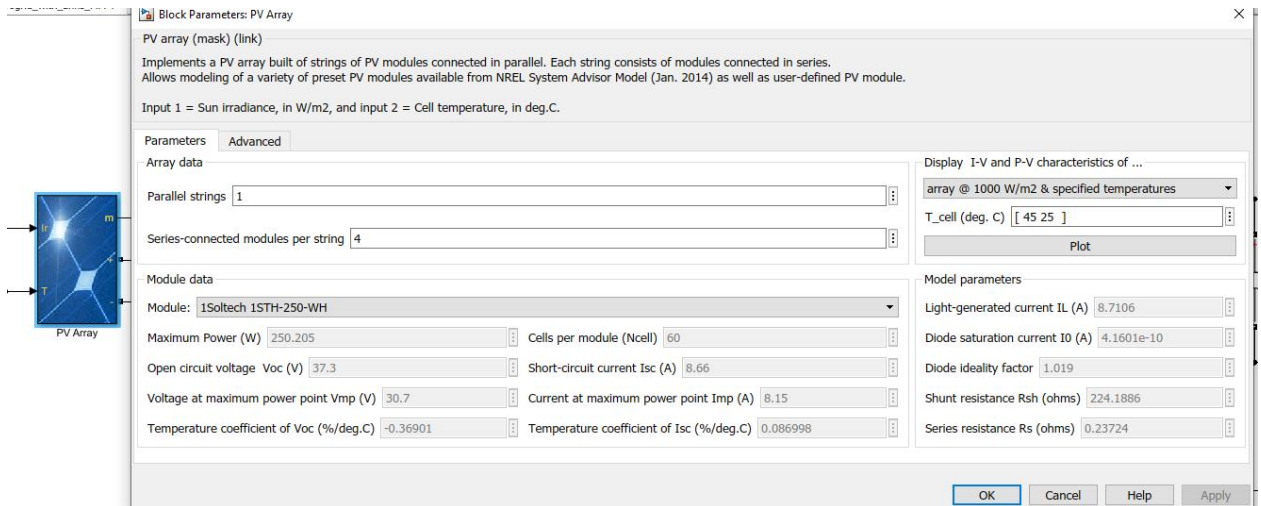 Block Parameters: PV Array
PV array (mask) (link)
Implements a PV array built of strings of PV modules connected in parallel. Each string consists of modules connected in series.
Allows modeling of a variety of preset PV modules available from NREL System Advisor Model (Jan. 2014) as well as user-defined PV module.
Input 1 = Sun irradiance, in W/m2, and input 2 = Cell temperature, in deg.C.
Parameters Advanced
Array data
Parallel strings 1
Series-connected modules per string 4
Display I-V and P-V characteristics of ...
array @ 1000 W/m2 & specified temperatures
T_cell (deg. C) [ 45 25 ]
Plot
Module data
Module: 1Soltech 1STH-250-WH
Maximum Power (W) 250.205 Cells per module (Ncell) 60
Open circuit voltage Voc (V) 37.3 Short-circuit current Isc (A) 8.66
Voltage at maximum power point Vmp (V) 30.7 Current at maximum power point Imp (A) 8.15
Temperature coefficient of Voc (%/deg.C) -0.36901 Temperature coefficient of Isc (%/deg.C) 0.086998
Model parameters
Light-generated current IL (A) 8.7106
Diode saturation current I0 (A) 4.1601e-10
Diode ideality factor 1.019
Shunt resistance Rsh (ohms) 224.1886
Series resistance Rs (ohms) 0.23724
OK Cancel Help Apply
Ir
m
+
T
-
PV Array